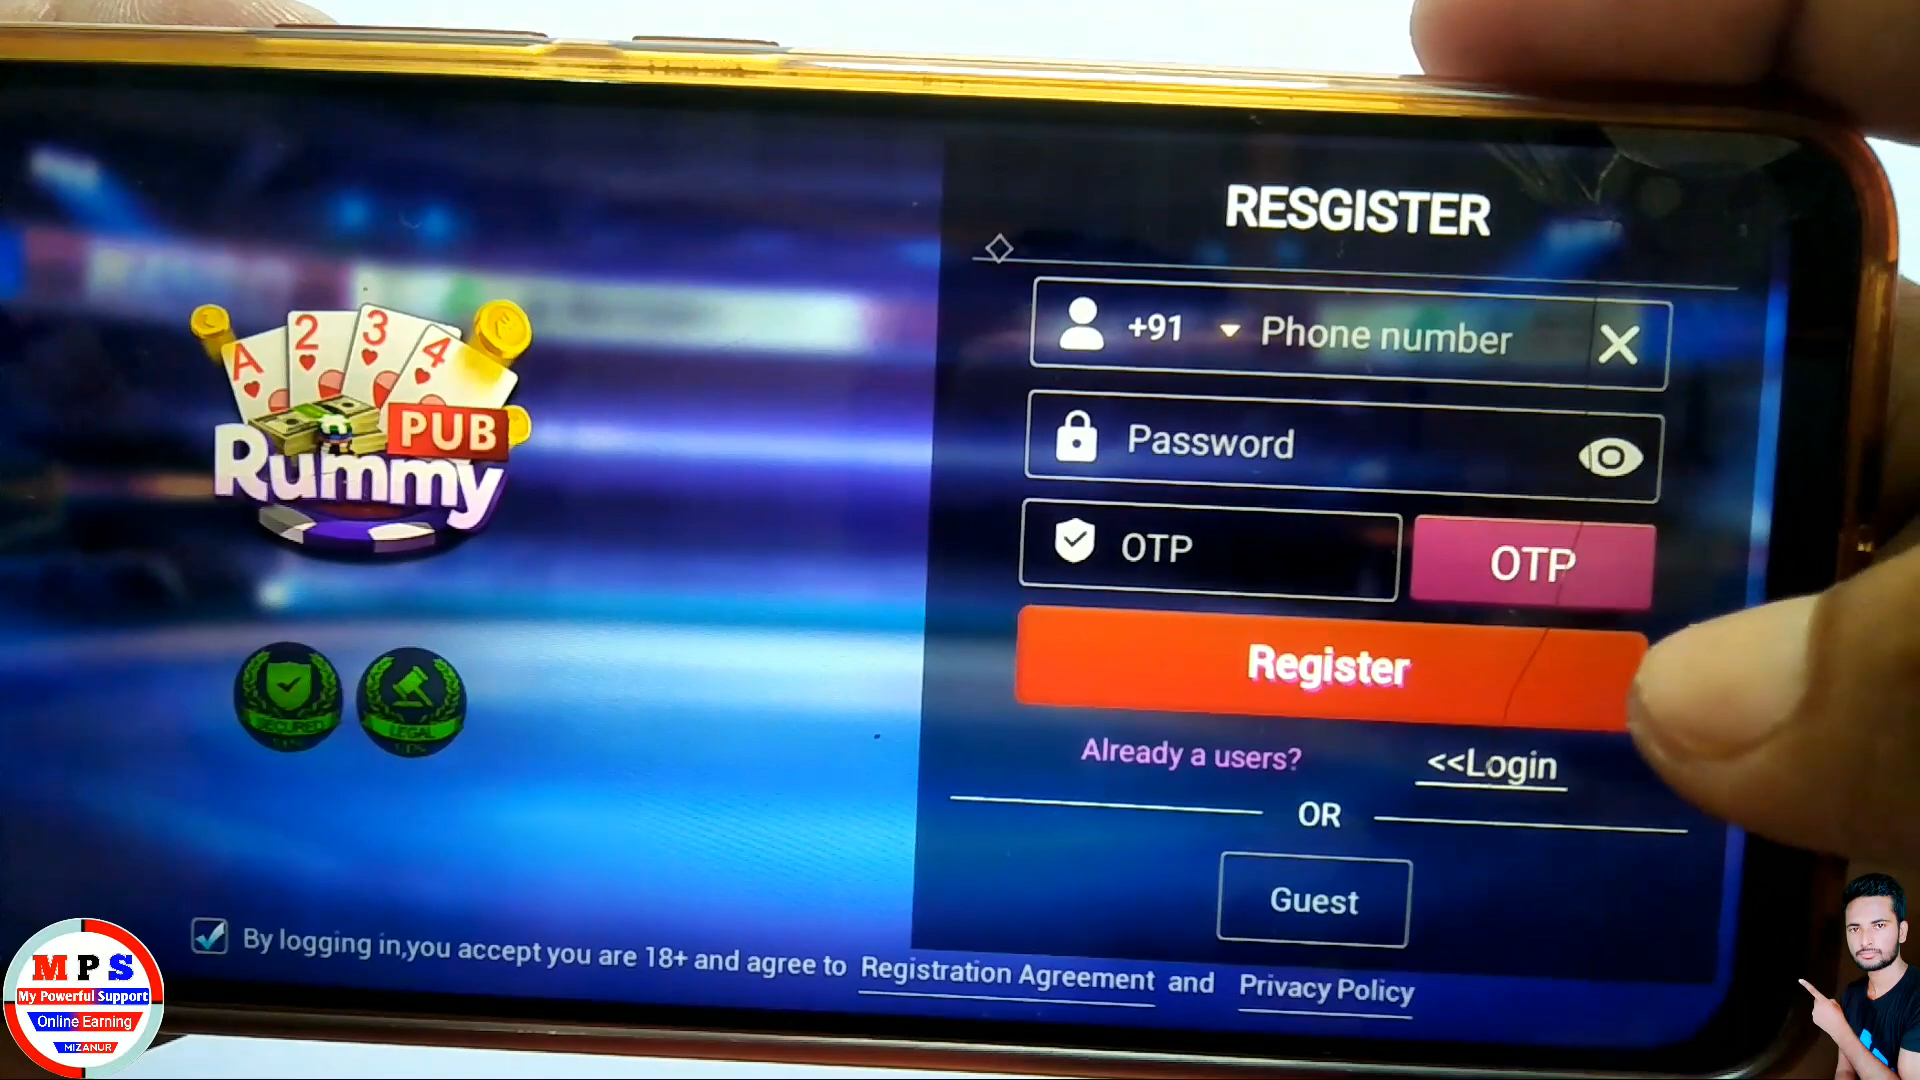 RESGISTER
+91 Phone number
Password
OTP OTP
Register
Already a users? <<Login
OR
Guest
A 2 3 4
PUB
Rummy
SECURED
LEGAL
By logging in,you accept you are 18+ and agree to Registration Agreement and Privacy Policy
M P S
My Powerful Support
Online Earning
MIZANUR